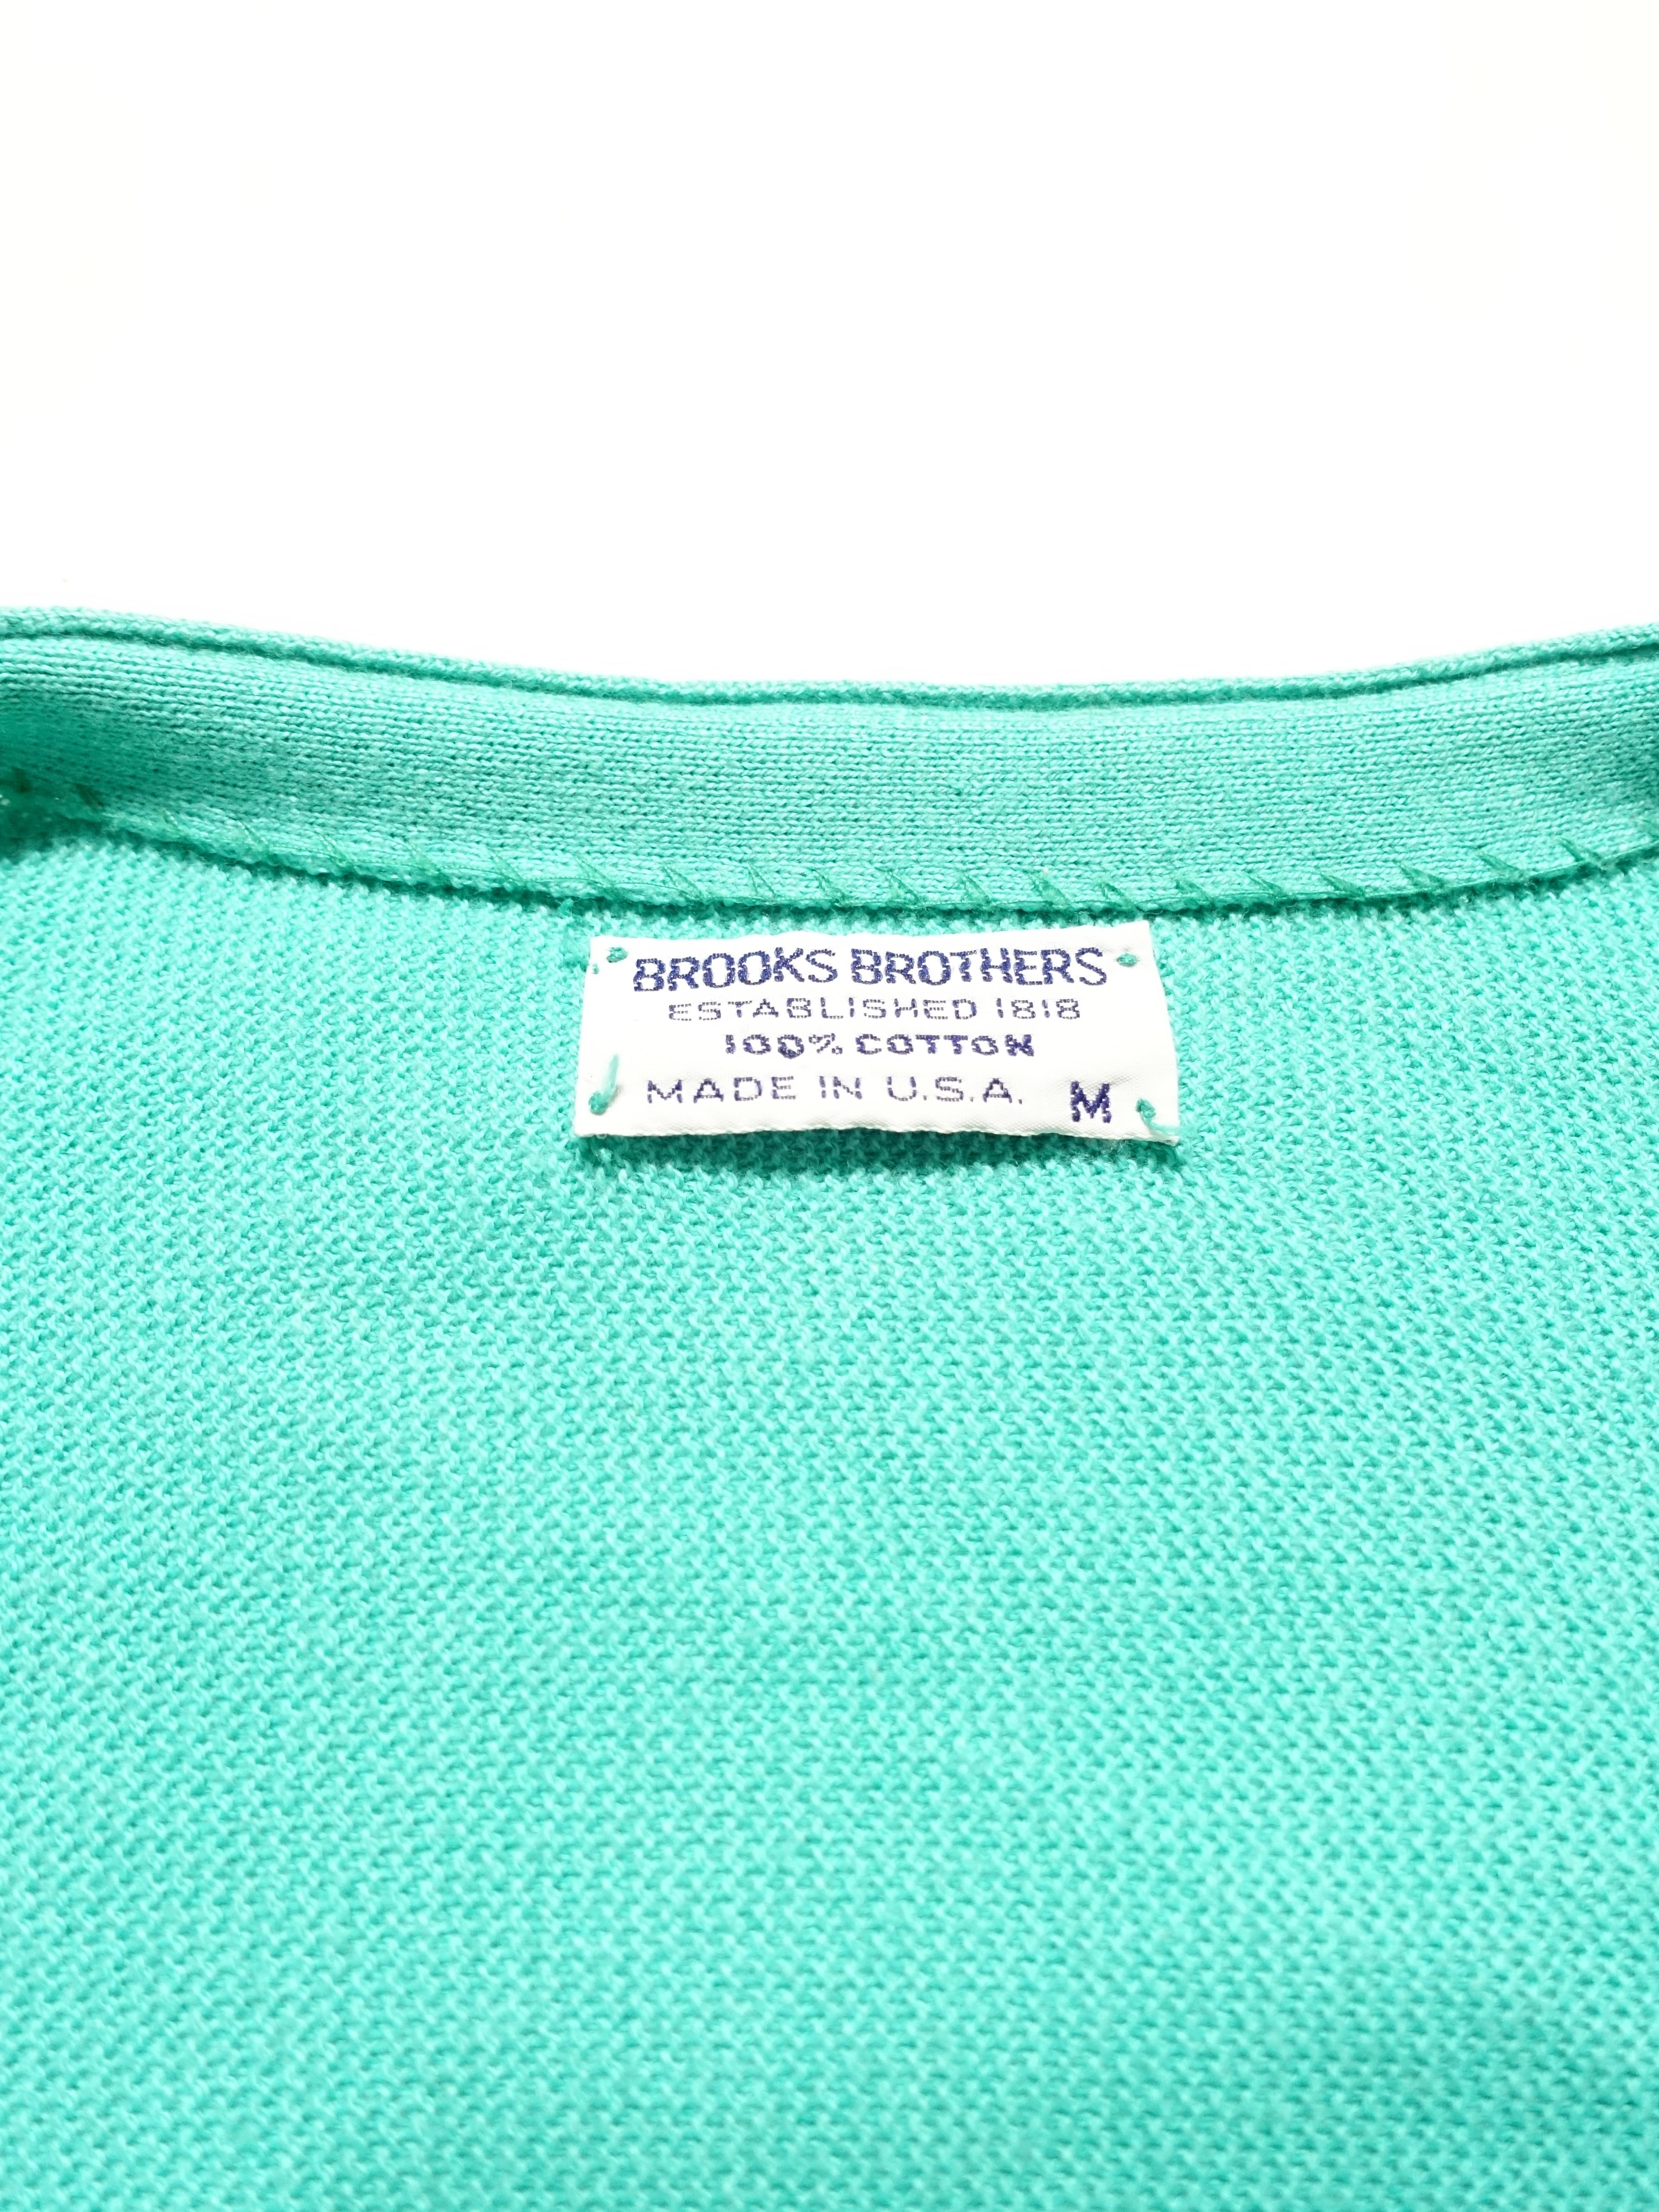 BROOKS BROTHERS
ESTABLISHED 1818
100% COTTON
MADE IN U.S.A. M